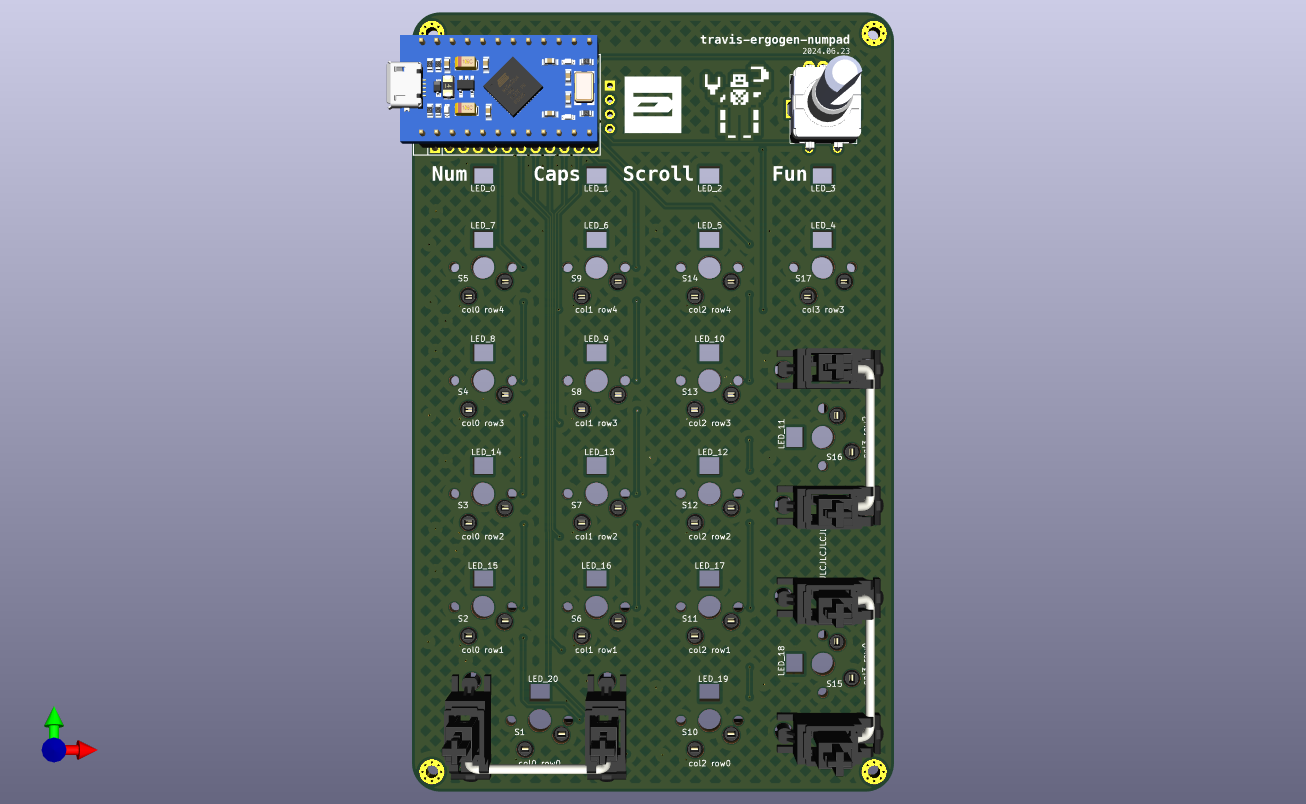 travis-ergogen-numpad
2024.06.23
Num Caps Scroll Fun
LED_0 LED_1 LED_2 LED_3
LED_7 LED_6 LED_5 LED_4
S5 S9 S14 S17
col0 row4 col1 row4 col2 row4 col3 row3
LED_8 LED_9 LED_10
S4 S8 S13
LED_11
col0 row3 col1 row3 col2 row3
S16
LED_14 LED_13 LED_12
S3 S7 S12
col0 row2 col1 row2 col2 row2
LED_15 LED_16 LED_17
S2 S6 S11
col0 row1 col1 row1 col2 row1
LED_18
S15
LED_20 LED_19
S1 S10
col0 row0 col2 row0